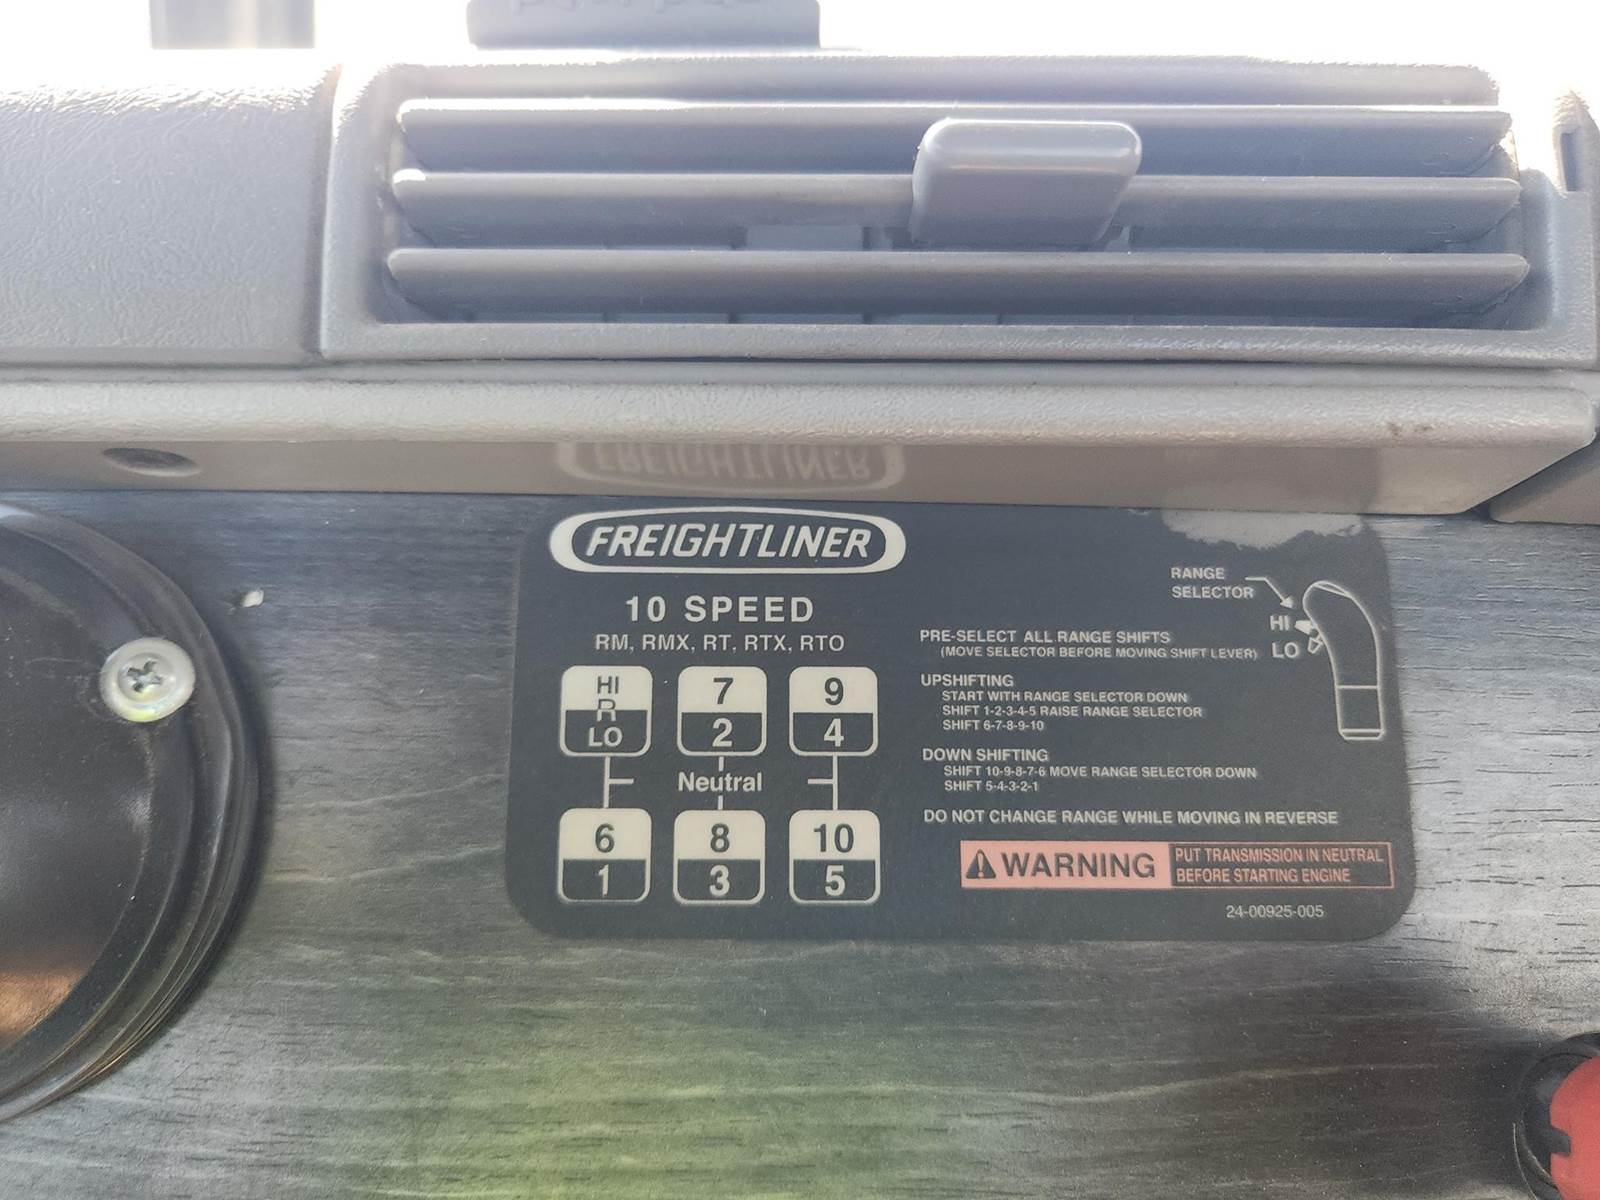 FREIGHTLINER
10 SPEED
RM, RMX, RT, RTX, RTO
HI
R
LO
7
2
9
4
Neutral
6
1
8
3
10
5
RANGE
SELECTOR
HI
LO
PRE-SELECT ALL RANGE SHIFTS
(MOVE SELECTOR BEFORE MOVING SHIFT LEVER)
UPSHIFTING
START WITH RANGE SELECTOR DOWN
SHIFT 1-2-3-4-5 RAISE RANGE SELECTOR
SHIFT 6-7-8-9-10
DOWN SHIFTING
SHIFT 10-9-8-7-6 MOVE RANGE SELECTOR DOWN
SHIFT 5-4-3-2-1
DO NOT CHANGE RANGE WHILE MOVING IN REVERSE
WARNING
PUT TRANSMISSION IN NEUTRAL
BEFORE STARTING ENGINE
24-00925-005